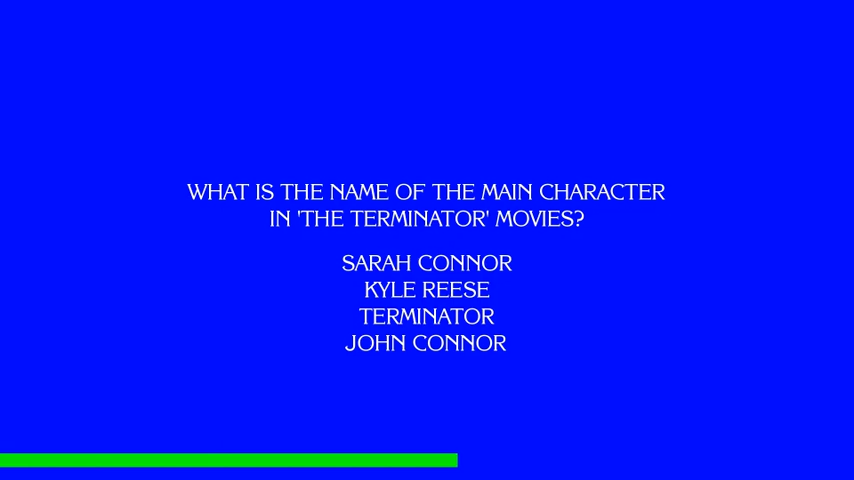 WHAT IS THE NAME OF THE MAIN CHARACTER
IN 'THE TERMINATOR' MOVIES?
SARAH CONNOR
KYLE REESE
TERMINATOR
JOHN CONNOR